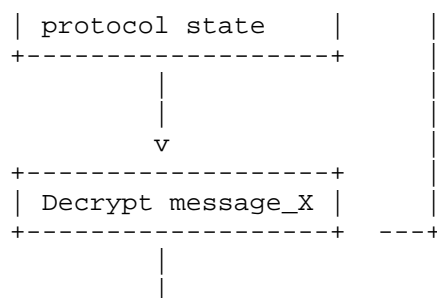 | protocol state    |      |
+-------------------+      |
          |                |
          |                |
          v                |
+-------------------+      |
| Decrypt message_X |      |
+-------------------+   ---+
          |
          |